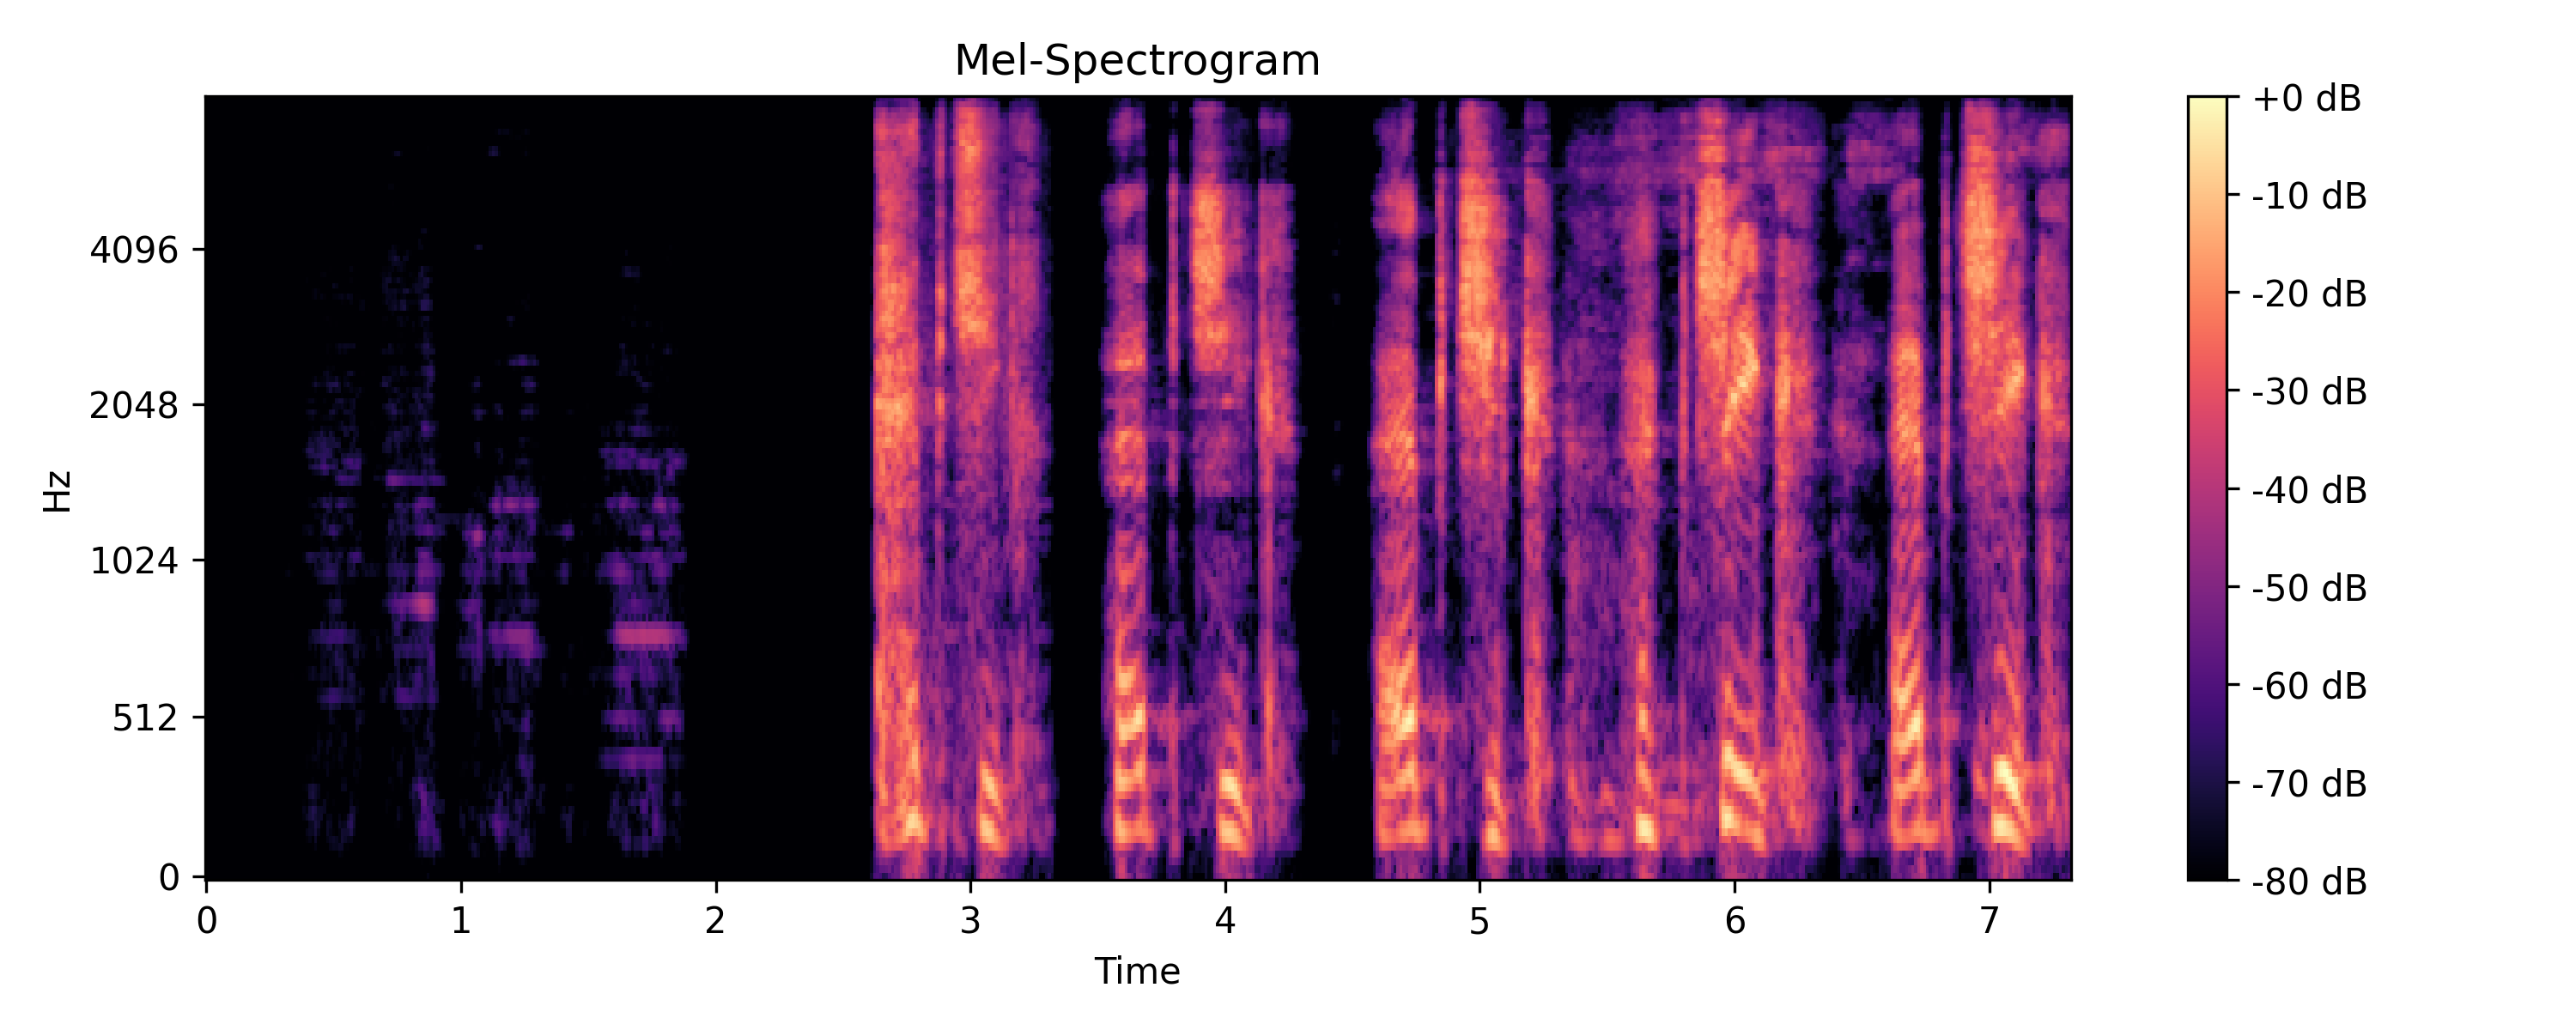 Mel-Spectrogram
+0 dB
-10 dB
-20 dB
-30 dB
-40 dB
-50 dB
-60 dB
-70 dB
-80 dB
Hz
4096
2048
1024
512
0
0 1 2 3 4 5 6 7
Time